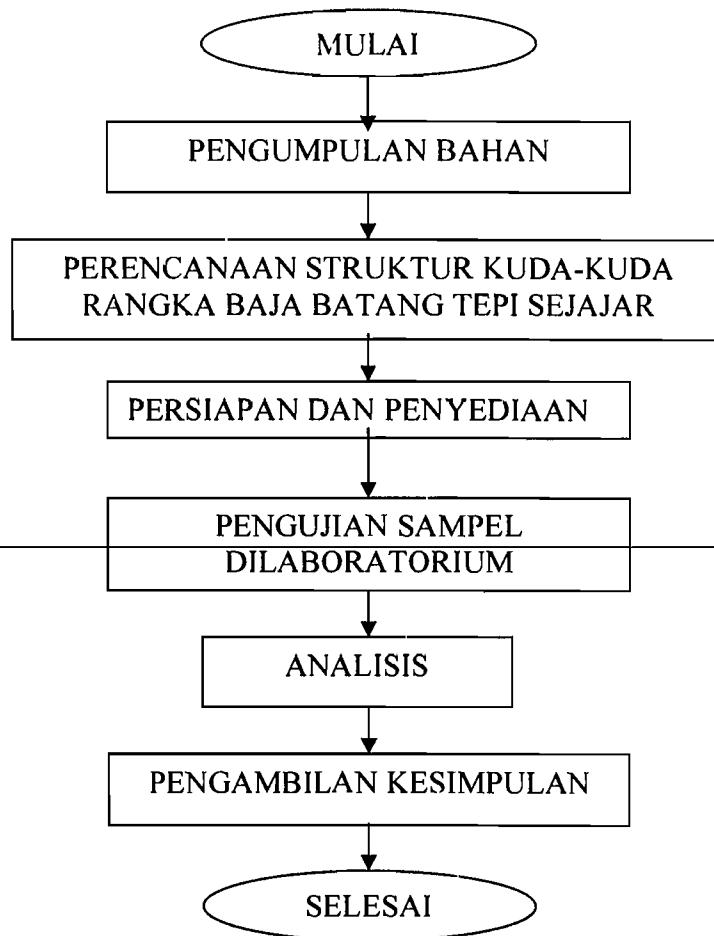 MULAI
PENGUMPULAN BAHAN
PERENCANAAN STRUKTUR KUDA-KUDA
RANGKA BAJA BATANG TEPI SEJAJAR
PERSIAPAN DAN PENYEDIAAN
PENGUJIAN SAMPEL
DILABORATORIUM
ANALISIS
PENGAMBILAN KESIMPULAN
SELESAI